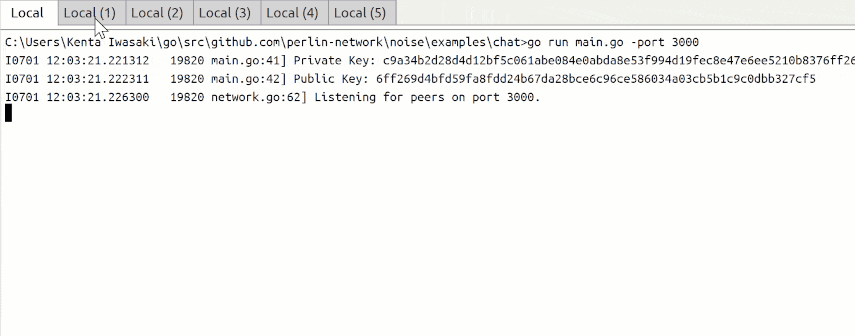 Local Local (1) Local (2) Local (3) Local (4) Local (5)
C:\Users\Kenta Iwasaki\go\src\github.com\perlin-network\noise\examples\chat>go run main.go -port 3000
I0701 12:03:21.221312 19820 main.go:41] Private Key: c9a34b2d28d4d12bf5c061abe084e0abda8e53f994d19fec8e47e6ee5210b8376ff26
I0701 12:03:21.222311 19820 main.go:42] Public Key: 6ff269d4bfd59fa8fdd24b67da28bce6c96ce586034a03cb5b1c9c0dbb327cf5
I0701 12:03:21.226300 19820 network.go:62] Listening for peers on port 3000.